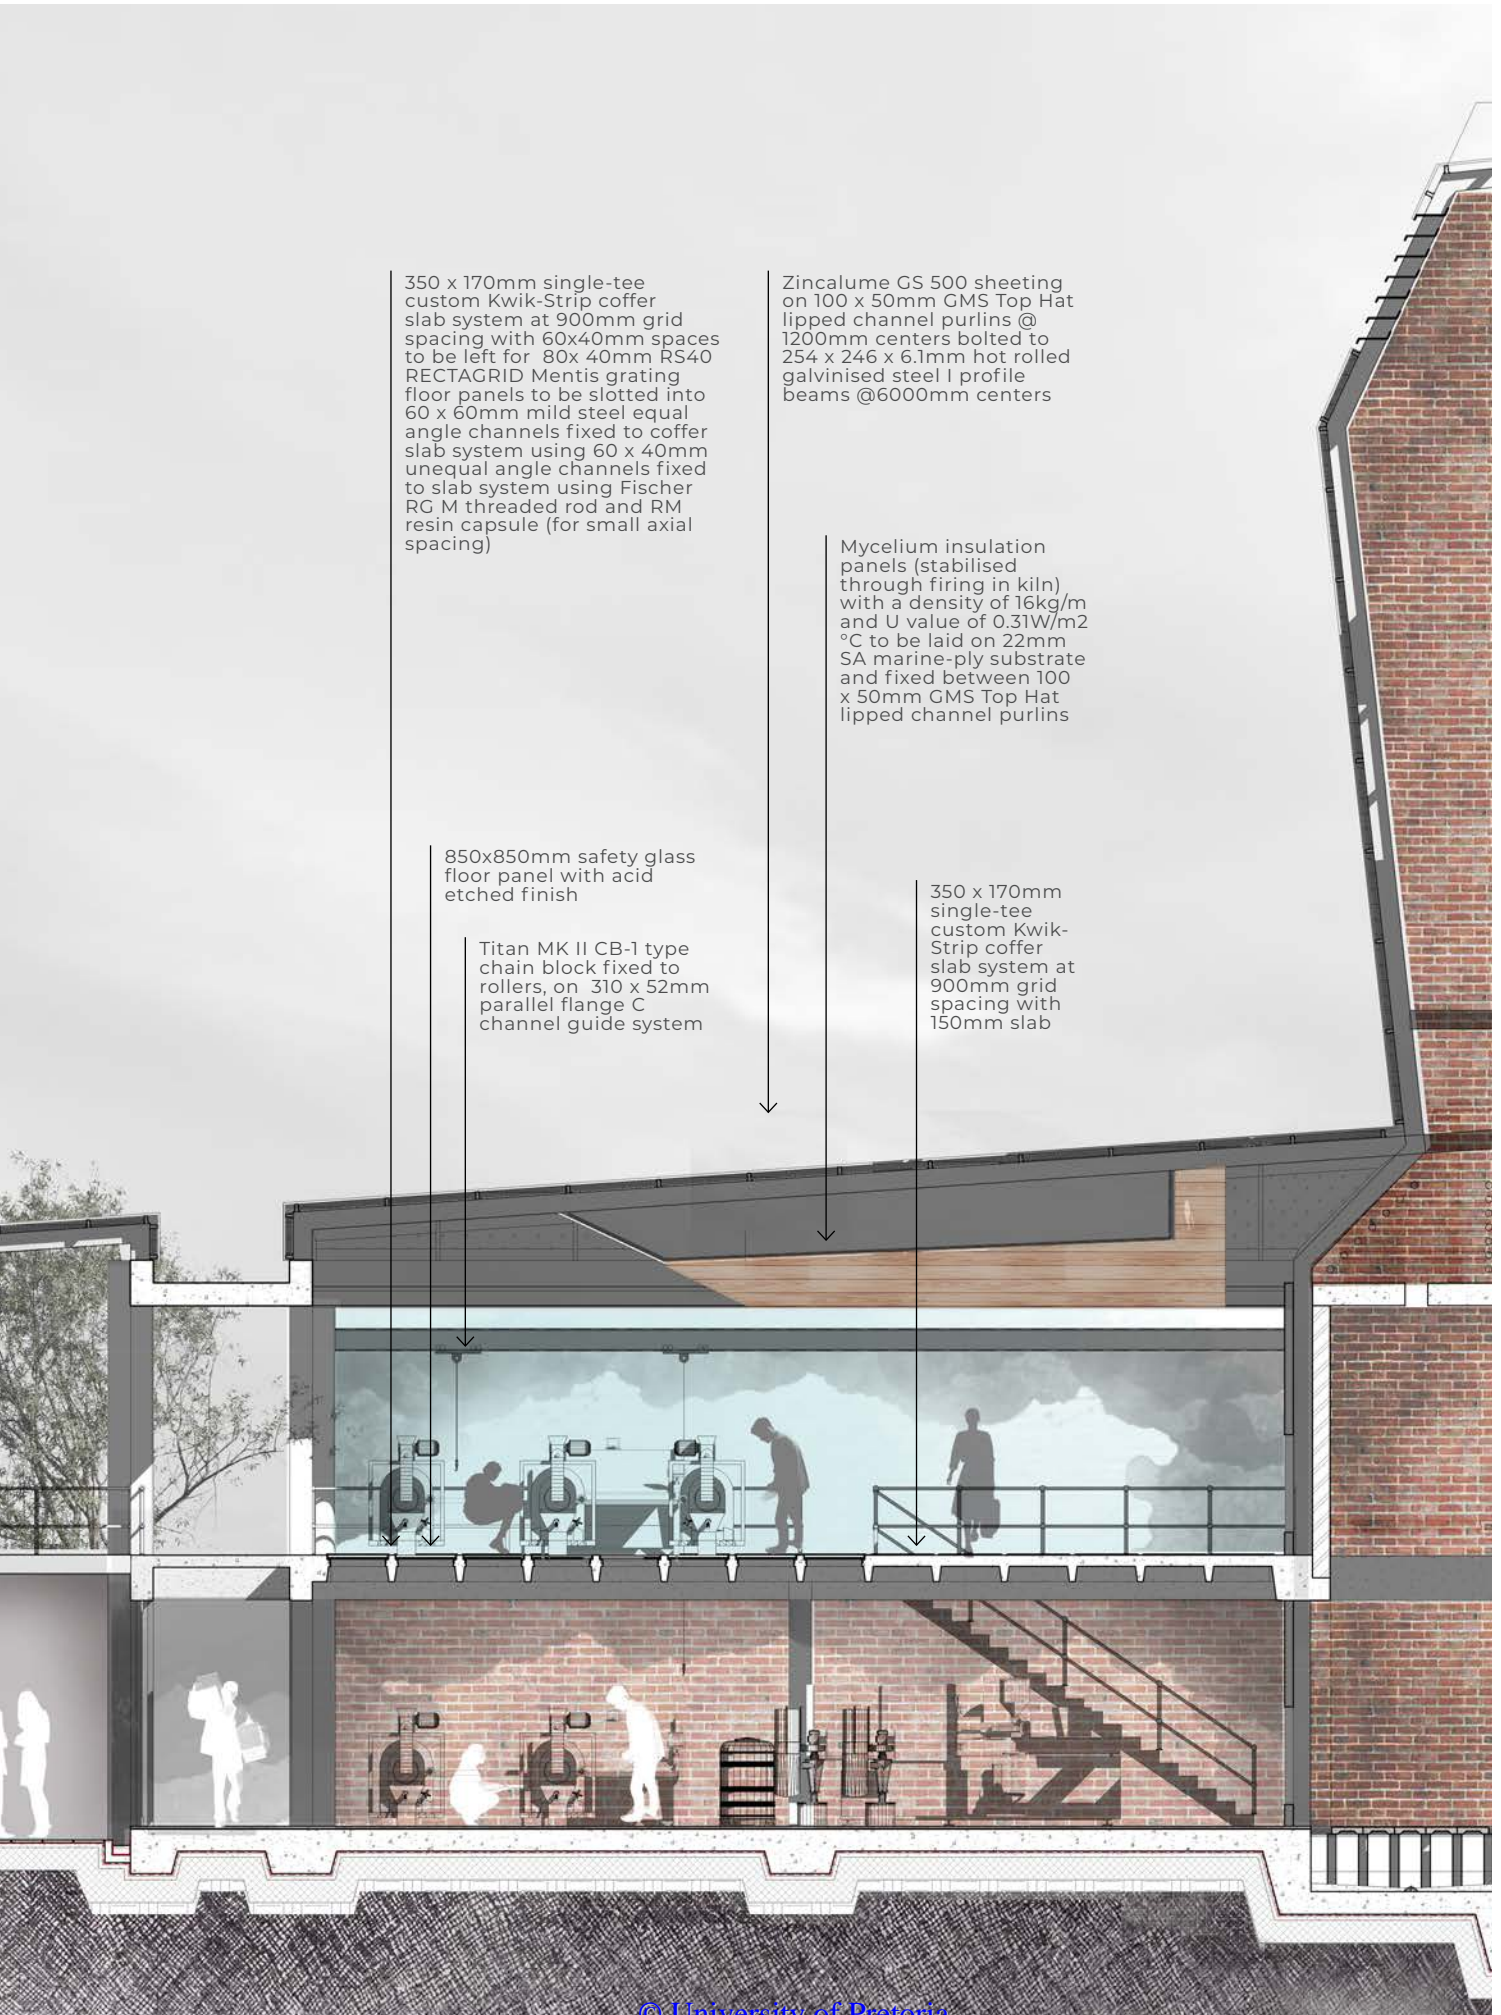 350 x 170mm single-tee
custom Kwik-Strip coffer
slab system at 900mm grid
spacing with 60x40mm spaces
to be left for 80x 40mm RS40
RECTAGRID Mentis grating
floor panels to be slotted into
60 x 60mm mild steel equal
angle channels fixed to coffer
slab system using 60 x 40mm
unequal angle channels fixed
to slab system using Fischer
RG M threaded rod and RM
resin capsule (for small axial
spacing)
Zincalume GS 500 sheeting
on 100 x 50mm GMS Top Hat
lipped channel purlins @
1200mm centers bolted to
254 x 246 x 6.1mm hot rolled
galvinised steel I profile
beams @6000mm centers
Mycelium insulation
panels (stabilised
through firing in kiln)
with a density of 16kg/m
and U value of 0.31W/m2
°C to be laid on 22mm
SA marine-ply substrate
and fixed between 100
x 50mm GMS Top Hat
lipped channel purlins
850x850mm safety glass
floor panel with acid
etched finish
Titan MK II CB-1 type
chain block fixed to
rollers, on 310 x 52mm
parallel flange C
channel guide system
350 x 170mm
single-tee
custom Kwik-
Strip coffer
slab system at
900mm grid
spacing with
150mm slab
© University of Pretoria